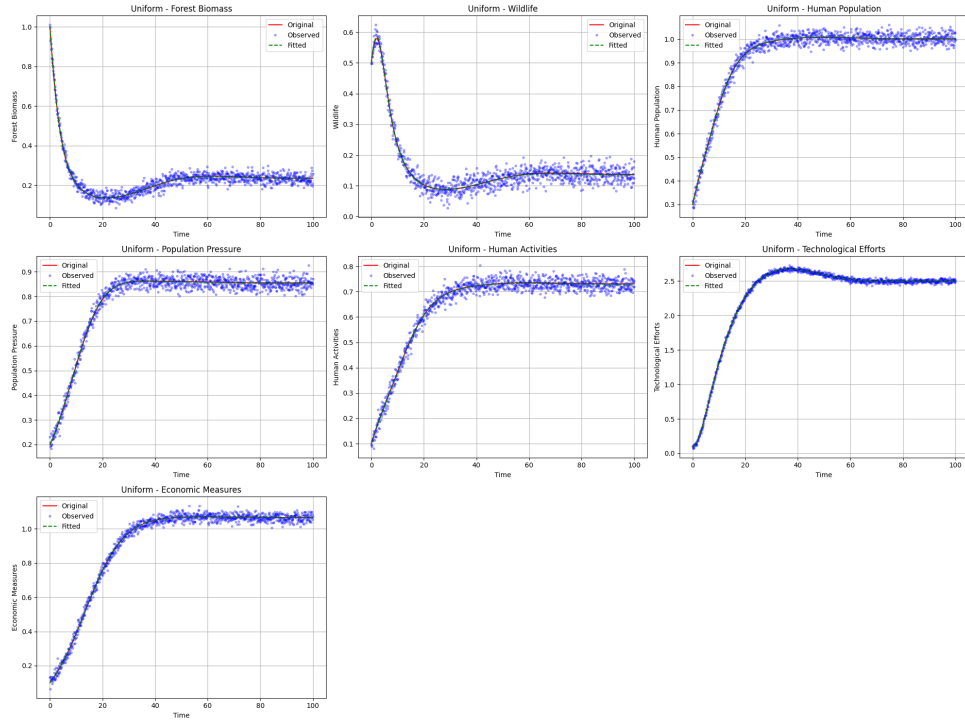 Uniform - Forest Biomass
Original
Observed
Fitted
1.0
0.8
0.6
0.4
0.2
Forest Biomass
0 20 40 60 80 100
Time
Uniform - Wildlife
Original
Observed
Fitted
0.6
0.5
0.4
0.3
0.2
0.1
0.0
Wildlife
0 20 40 60 80 100
Time
Uniform - Human Population
Original
Observed
Fitted
1.0
0.9
0.8
0.7
0.6
0.5
0.4
0.3
Human Population
0 20 40 60 80 100
Time
Uniform - Population Pressure
Original
Observed
Fitted
0.9
0.8
0.7
0.6
0.5
0.4
0.3
0.2
Population Pressure
0 20 40 60 80 100
Time
Uniform - Human Activities
Original
Observed
Fitted
0.8
0.7
0.6
0.5
0.4
0.3
0.2
0.1
Human Activities
0 20 40 60 80 100
Time
Uniform - Technological Efforts
Original
Observed
Fitted
2.5
2.0
1.5
1.0
0.5
0.0
Technological Efforts
0 20 40 60 80 100
Time
Uniform - Economic Measures
Original
Observed
Fitted
1.0
0.8
0.6
0.4
0.2
Economic Measures
0 20 40 60 80 100
Time